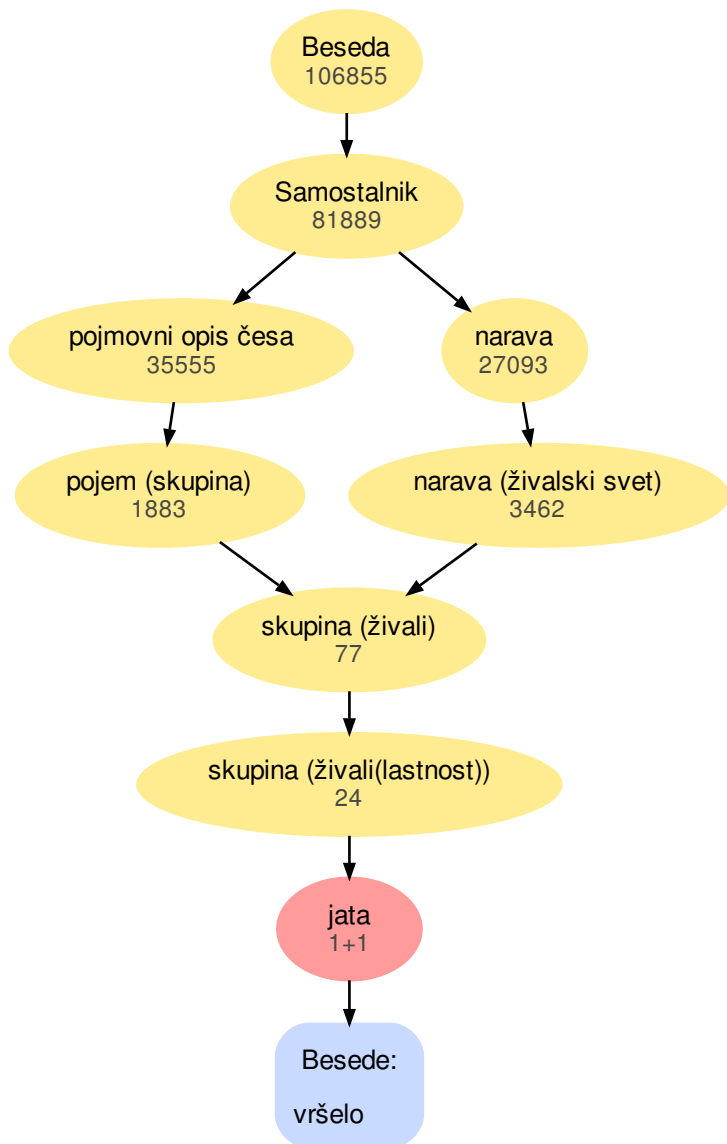 Beseda
106855
Samostalnik
81889
pojmovni opis česa
35555
narava
27093
pojem (skupina)
1883
narava (živalski svet)
3462
skupina (živali)
77
skupina (živali(lastnost))
24
jata
1+1
Besede:
vršelo